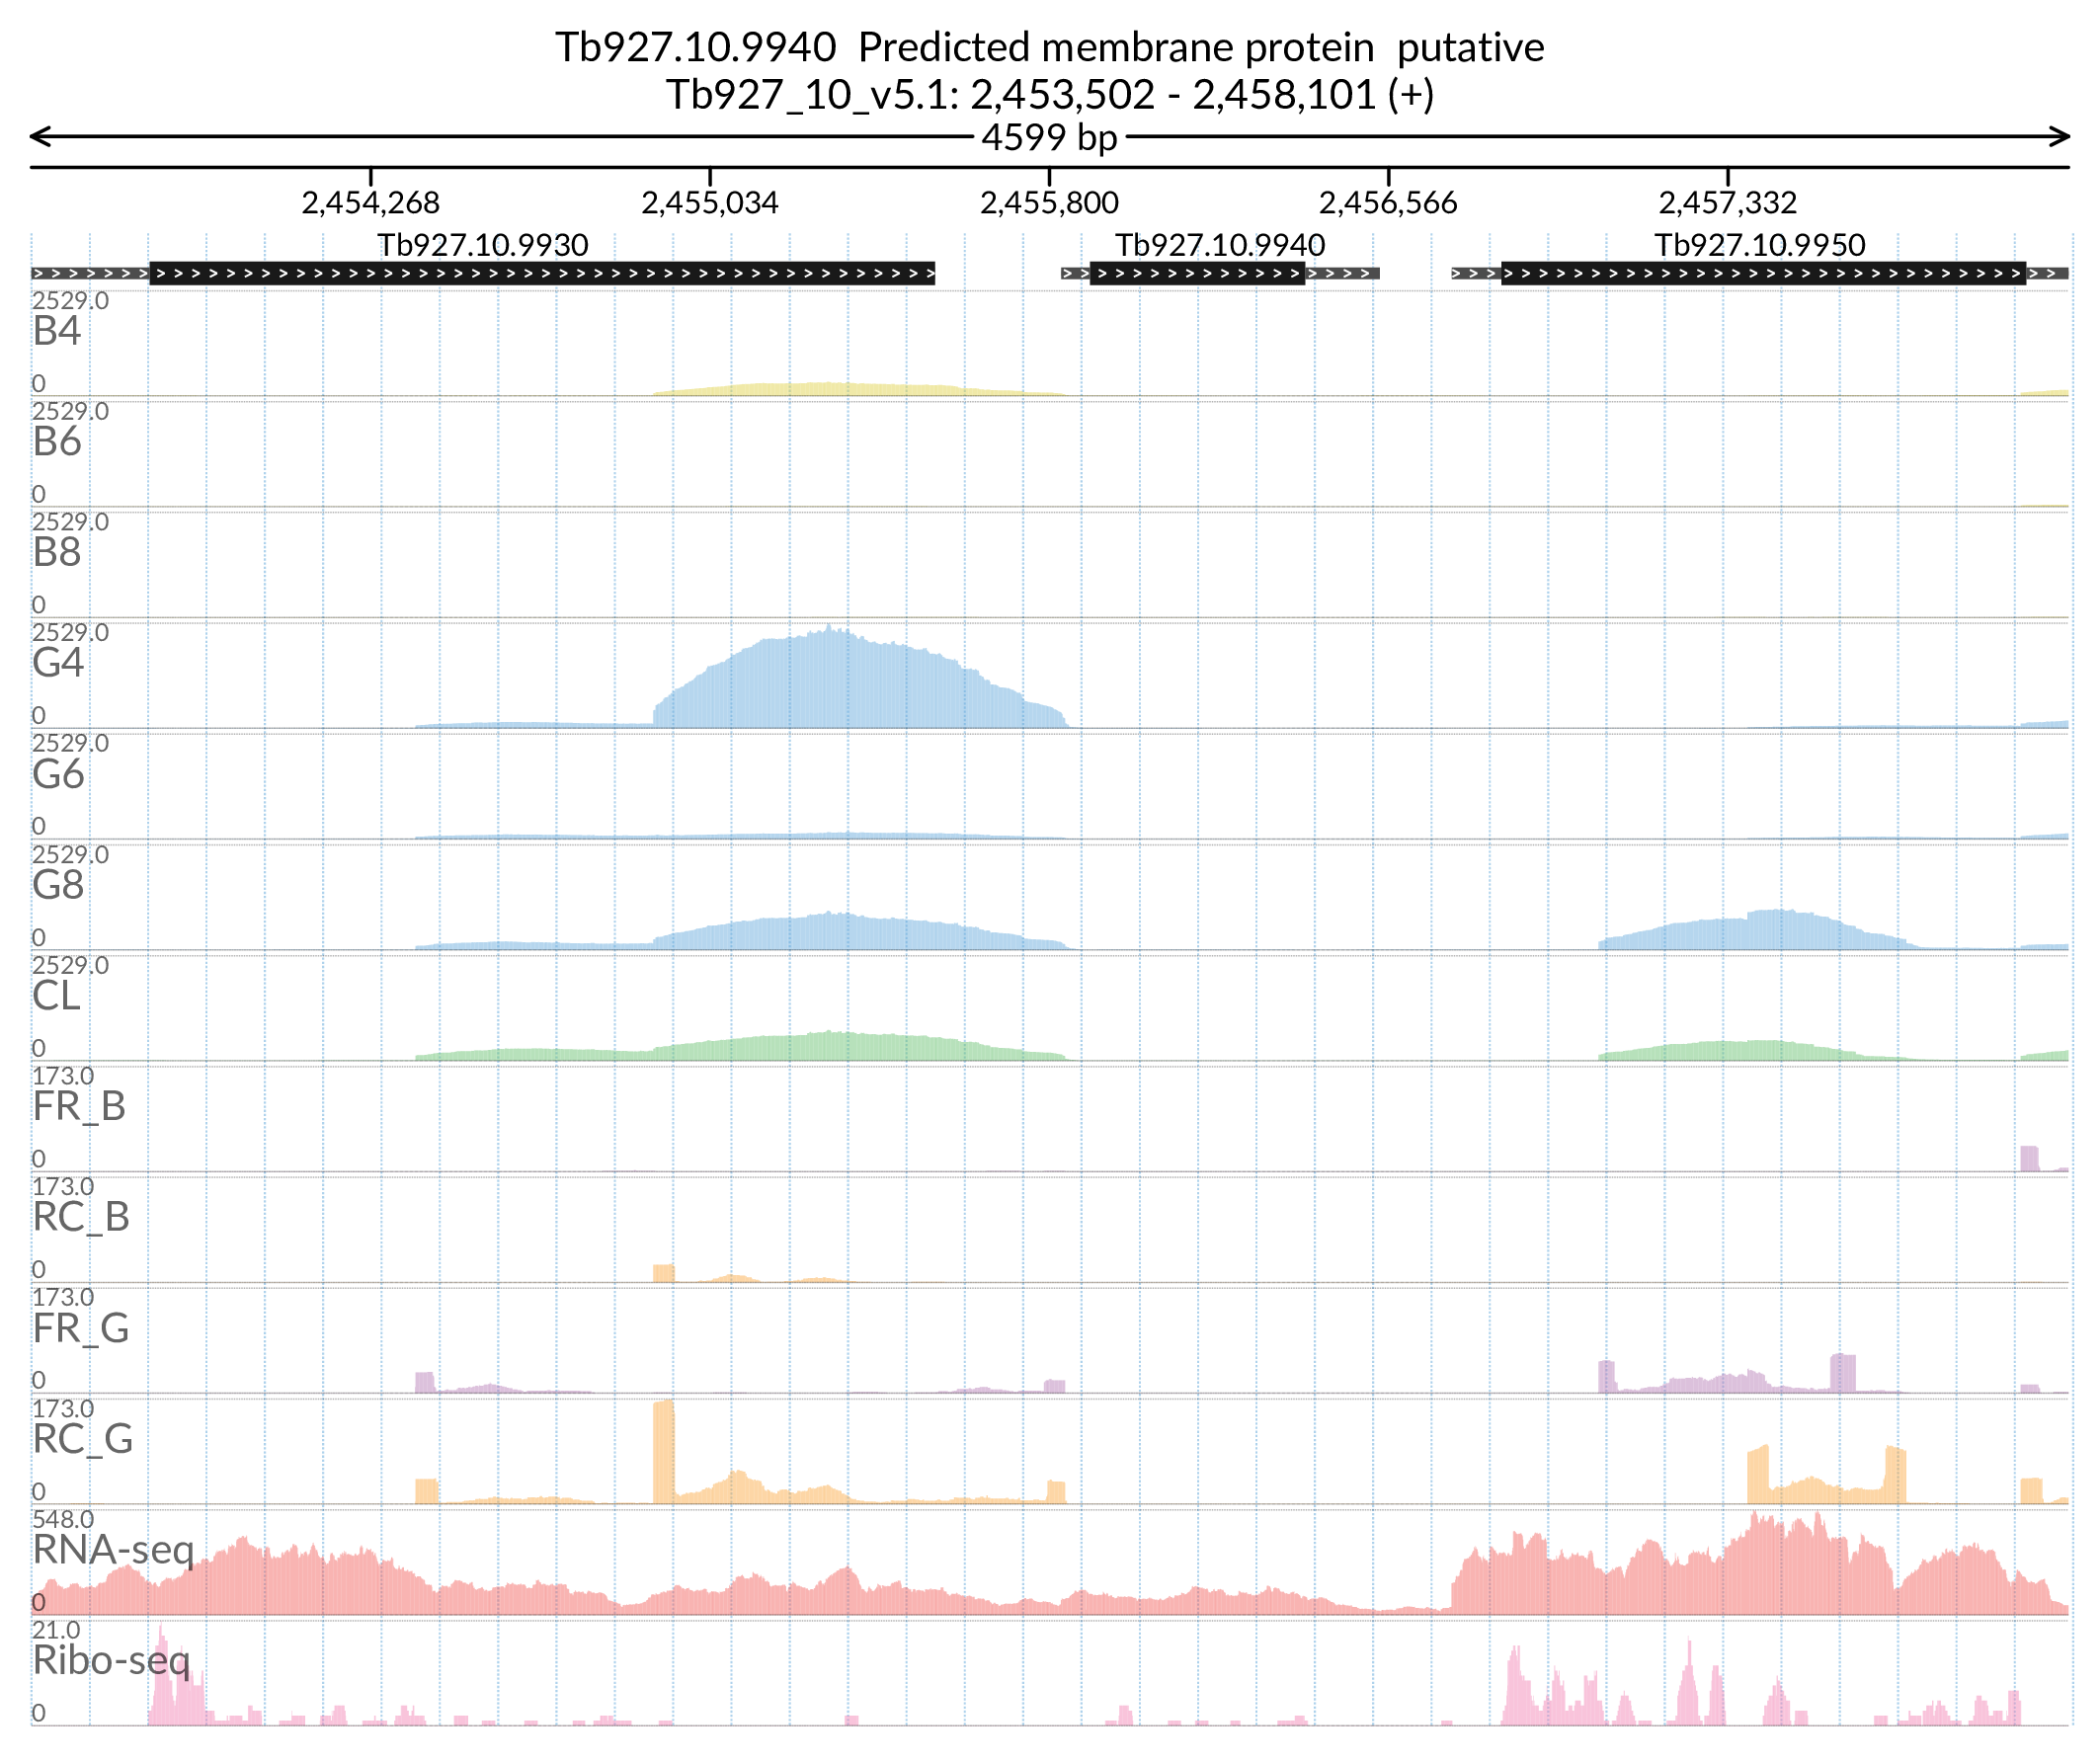 Tb927.10.9940  Predicted membrane protein  putative
Tb927_10_v5.1: 2,453,502 - 2,458,101 (+)
4599 bp
2,454,268 2,455,034 2,455,800 2,456,566 2,457,332
Tb927.10.9930 Tb927.10.9940 Tb927.10.9950
2529.0
B4
0
2529.0
B6
0
2529.0
B8
0
2529.0
G4
0
2529.0
G6
0
2529.0
G8
0
2529.0
CL
0
173.0
FR_B
0
173.0
RC_B
0
173.0
FR_G
0
173.0
RC_G
0
548.0
RNA-seq
0
21.0
Ribo-seq
0